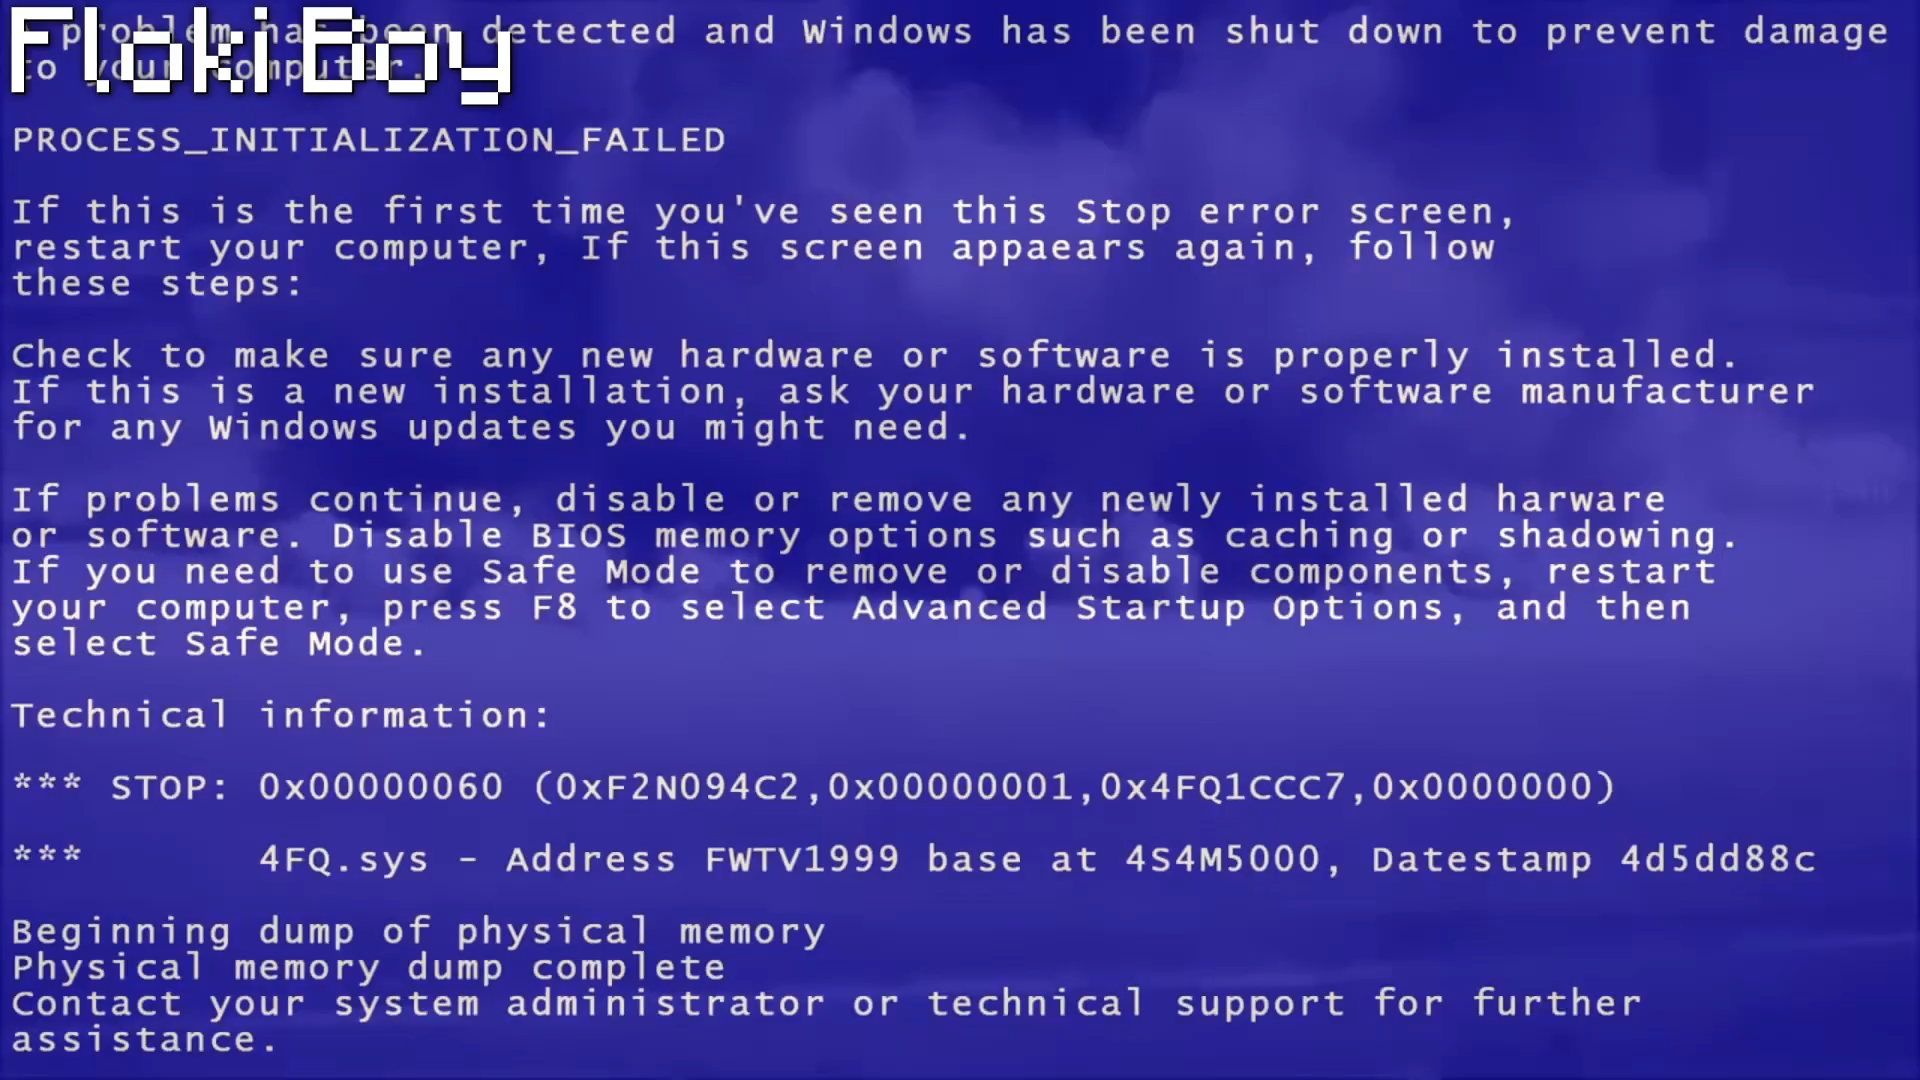 FlokiBoy
problem has been detected and Windows has been shut down to prevent damage
to your computer.
PROCESS_INITIALIZATION_FAILED
If this is the first time you've seen this Stop error screen,
restart your computer, If this screen appaears again, follow
these steps:
Check to make sure any new hardware or software is properly installed.
If this is a new installation, ask your hardware or software manufacturer
for any Windows updates you might need.
If problems continue, disable or remove any newly installed harware
or software. Disable BIOS memory options such as caching or shadowing.
If you need to use Safe Mode to remove or disable components, restart
your computer, press F8 to select Advanced Startup Options, and then
select Safe Mode.
Technical information:
*** STOP: 0x00000060 (0xF2N094C2,0x00000001,0x4FQ1CCC7,0x0000000)
*** 4FQ.sys - Address FWTV1999 base at 4S4M5000, Datestamp 4d5dd88c
Beginning dump of physical memory
Physical memory dump complete
Contact your system administrator or technical support for further
assistance.